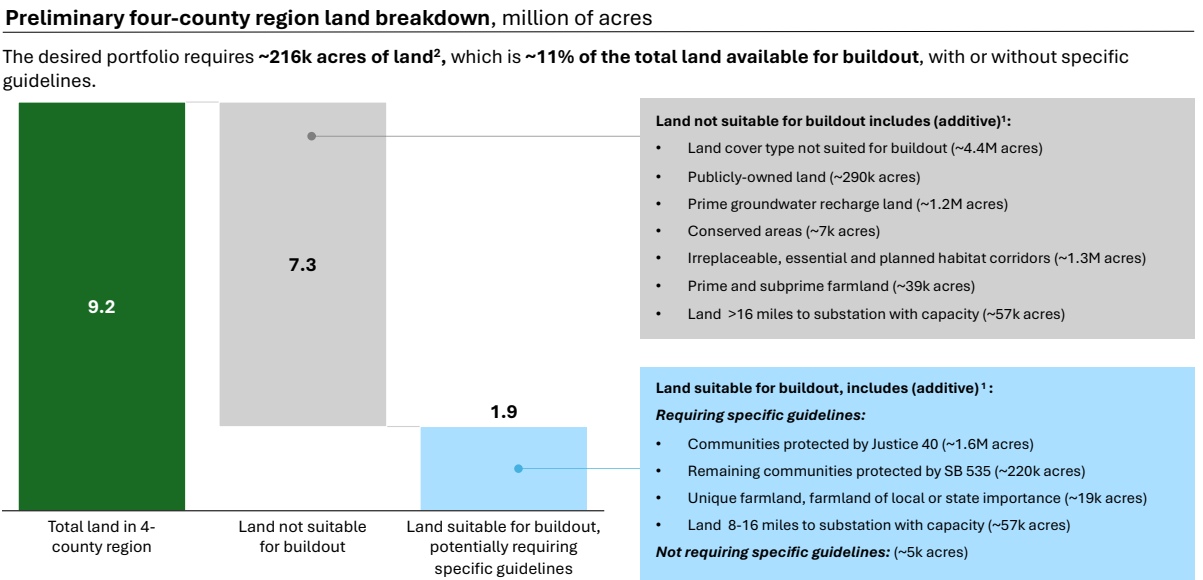 Preliminary four-county region land breakdown, million of acres
The desired portfolio requires ~216k acres of land², which is ~11% of the total land available for buildout, with or without specific
guidelines.
9.2
7.3
1.9
Total land in 4-
county region
Land not suitable
for buildout
Land suitable for buildout,
potentially requiring
specific guidelines
Land not suitable for buildout includes (additive)¹:
• Land cover type not suited for buildout (~4.4M acres)
• Publicly-owned land (~290k acres)
• Prime groundwater recharge land (~1.2M acres)
• Conserved areas (~7k acres)
• Irreplaceable, essential and planned habitat corridors (~1.3M acres)
• Prime and subprime farmland (~39k acres)
• Land >16 miles to substation with capacity (~57k acres)
Land suitable for buildout, includes (additive) ¹ :
Requiring specific guidelines:
• Communities protected by Justice 40 (~1.6M acres)
• Remaining communities protected by SB 535 (~220k acres)
• Unique farmland, farmland of local or state importance (~19k acres)
• Land 8-16 miles to substation with capacity (~57k acres)
Not requiring specific guidelines: (~5k acres)